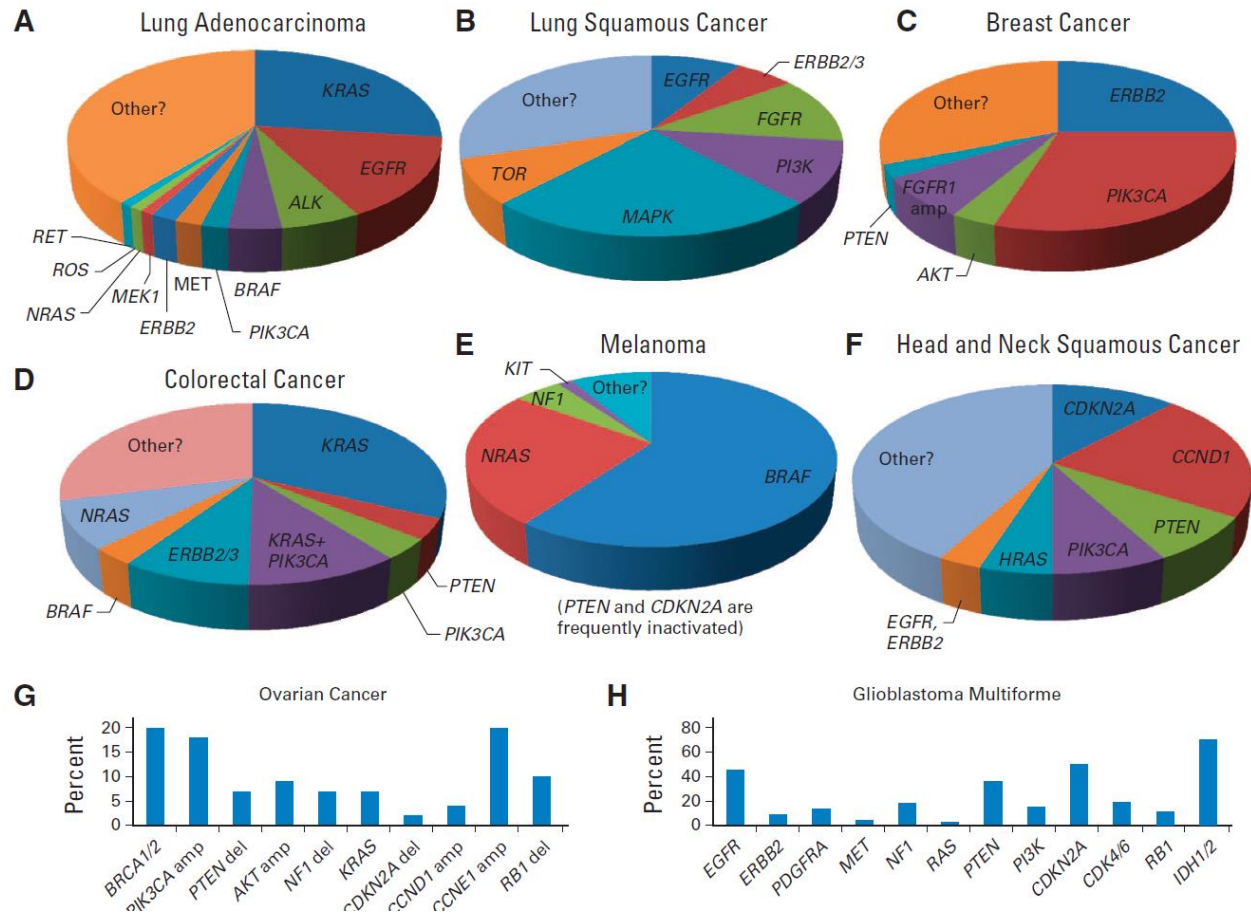 A
Lung Adenocarcinoma
Other?
KRAS
EGFR
ALK
BRAF
PIK3CA
MET
ERBB2
MEK1
NRAS
ROS
RET
B
Lung Squamous Cancer
EGFR
ERBB2/3
FGFR
PI3K
MAPK
TOR
Other?
C
Breast Cancer
Other?
ERBB2
PIK3CA
AKT
FGFR1
amp
PTEN
D
Colorectal Cancer
Other?
KRAS
PTEN
PIK3CA
KRAS+
PIK3CA
ERBB2/3
BRAF
NRAS
E
Melanoma
KIT
Other?
NF1
NRAS
BRAF
(PTEN and CDKN2A are
frequently inactivated)
F
Head and Neck Squamous Cancer
CDKN2A
CCND1
PTEN
PIK3CA
HRAS
EGFR,
ERBB2
Other?
G
Ovarian Cancer
Percent
20
15
10
5
0
BRCA1/2
PIK3CA amp
PTEN del
AKT amp
NF1 del
KRAS
CDKN2A del
CCND1 amp
CCNE1 amp
RB1 del
H
Glioblastoma Multiforme
Percent
80
60
40
20
0
EGFR
ERBB2
PDGFRA
MET
NF1
RAS
PTEN
PI3K
CDKN2A
CDK4/6
RB1
IDH1/2